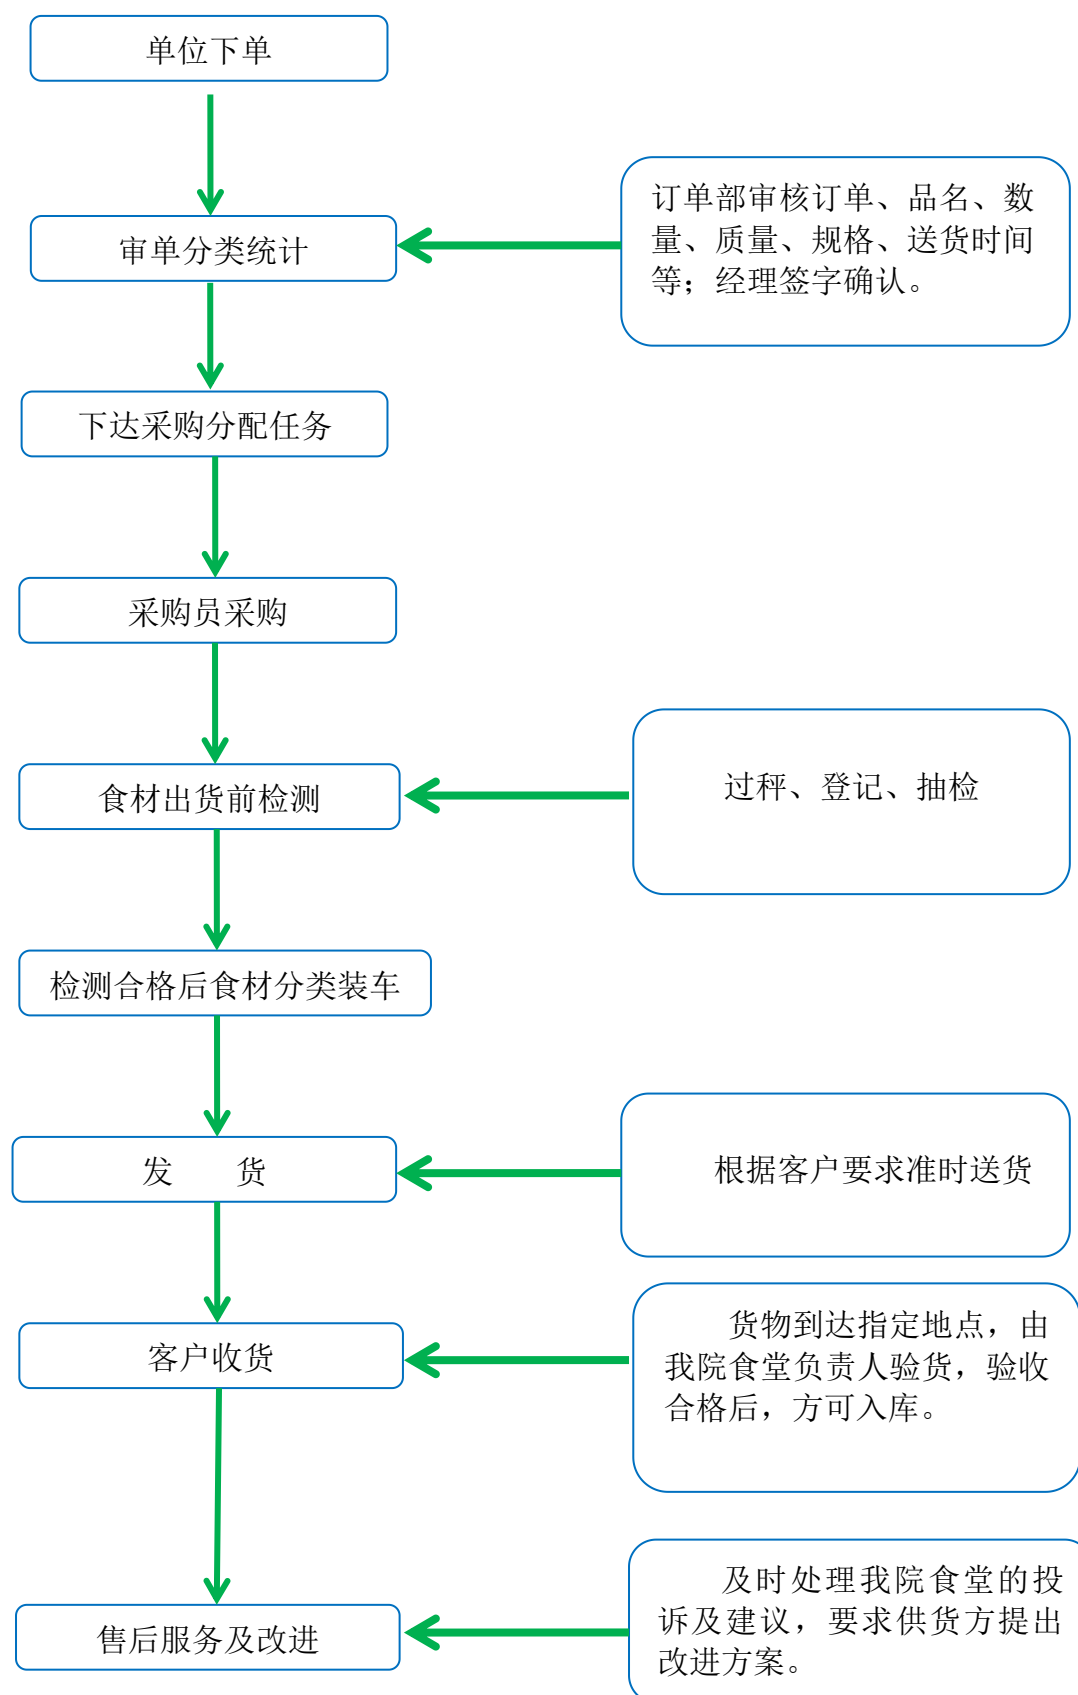 单位下单
订单部审核订单、品名、数
量、质量、规格、送货时间
等；经理签字确认。
审单分类统计
下达采购分配任务
采购员采购
过秤、登记、抽检
食材出货前检测
检测合格后食材分类装车
发 货
根据客户要求准时送货
货物到达指定地点，由
我院食堂负责人验货，验收
合格后，方可入库。
客户收货
及时处理我院食堂的投
诉及建议，要求供货方提出
改进方案。
售后服务及改进